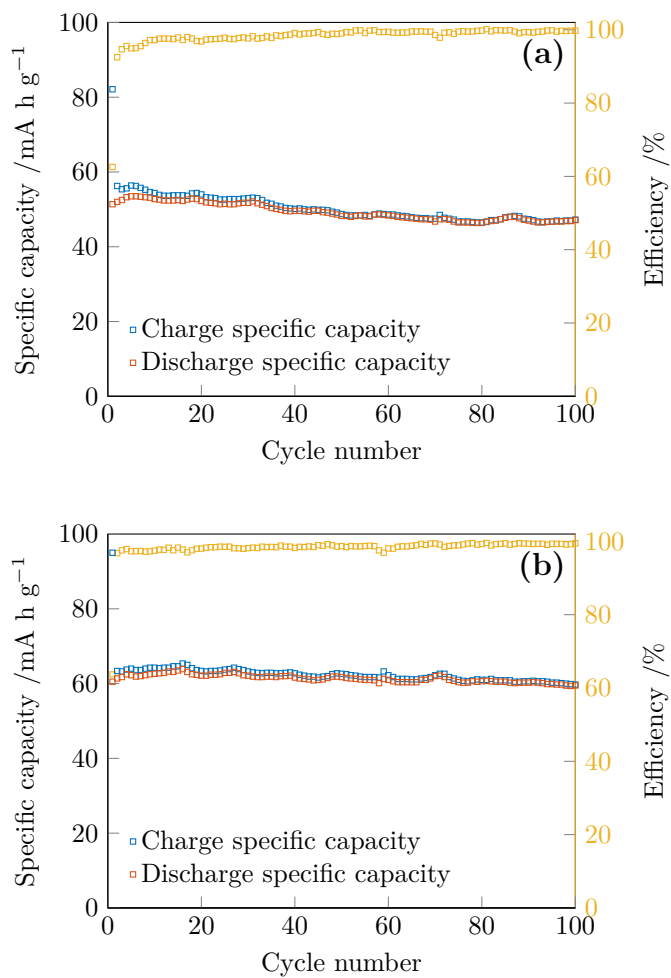 100
80
60
40
20
0
0 20 40 60 80 100
0
20
40
60
80
100
Specific capacity /mA h g⁻¹
Efficiency /%
Cycle number
(a)
Charge specific capacity
Discharge specific capacity
100
80
60
40
20
0
0 20 40 60 80 100
0
20
40
60
80
100
Specific capacity /mA h g⁻¹
Efficiency /%
Cycle number
(b)
Charge specific capacity
Discharge specific capacity